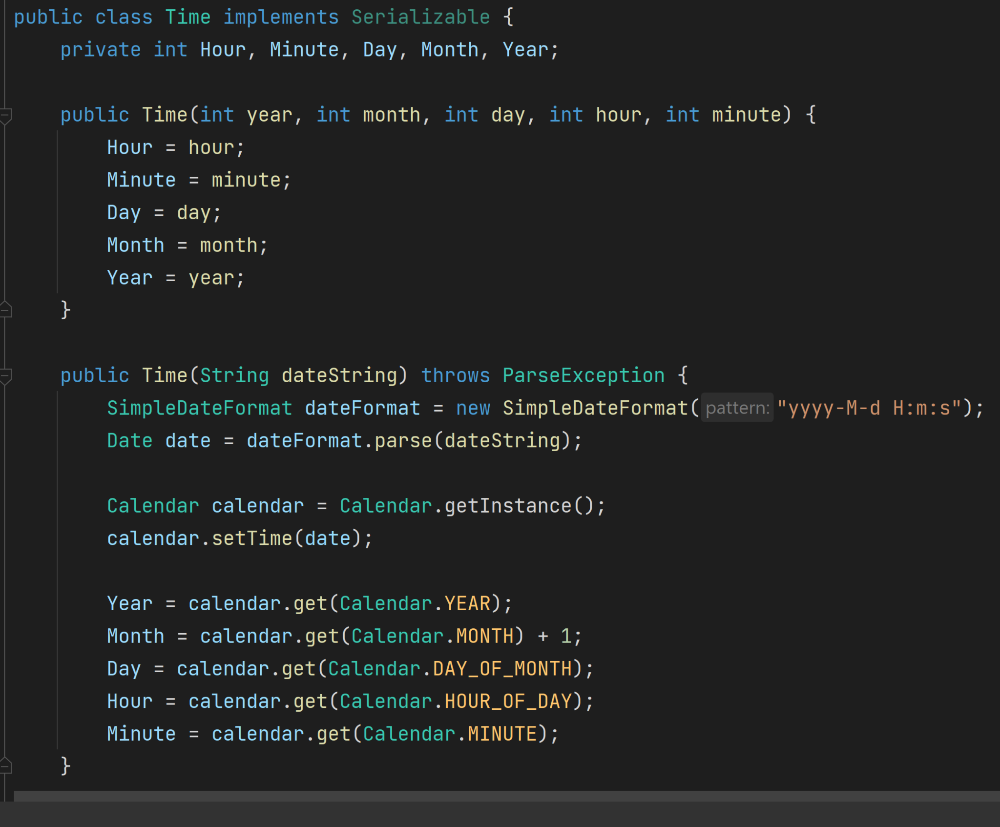 public class Time implements Serializable {
    private int Hour, Minute, Day, Month, Year;
    public Time(int year, int month, int day, int hour, int minute) {
        Hour = hour;
        Minute = minute;
        Day = day;
        Month = month;
        Year = year;
    }
    public Time(String dateString) throws ParseException {
        SimpleDateFormat dateFormat = new SimpleDateFormat( pattern: "yyyy-M-d H:m:s");
        Date date = dateFormat.parse(dateString);
        Calendar calendar = Calendar.getInstance();
        calendar.setTime(date);
        Year = calendar.get(Calendar.YEAR);
        Month = calendar.get(Calendar.MONTH) + 1;
        Day = calendar.get(Calendar.DAY_OF_MONTH);
        Hour = calendar.get(Calendar.HOUR_OF_DAY);
        Minute = calendar.get(Calendar.MINUTE);
    }